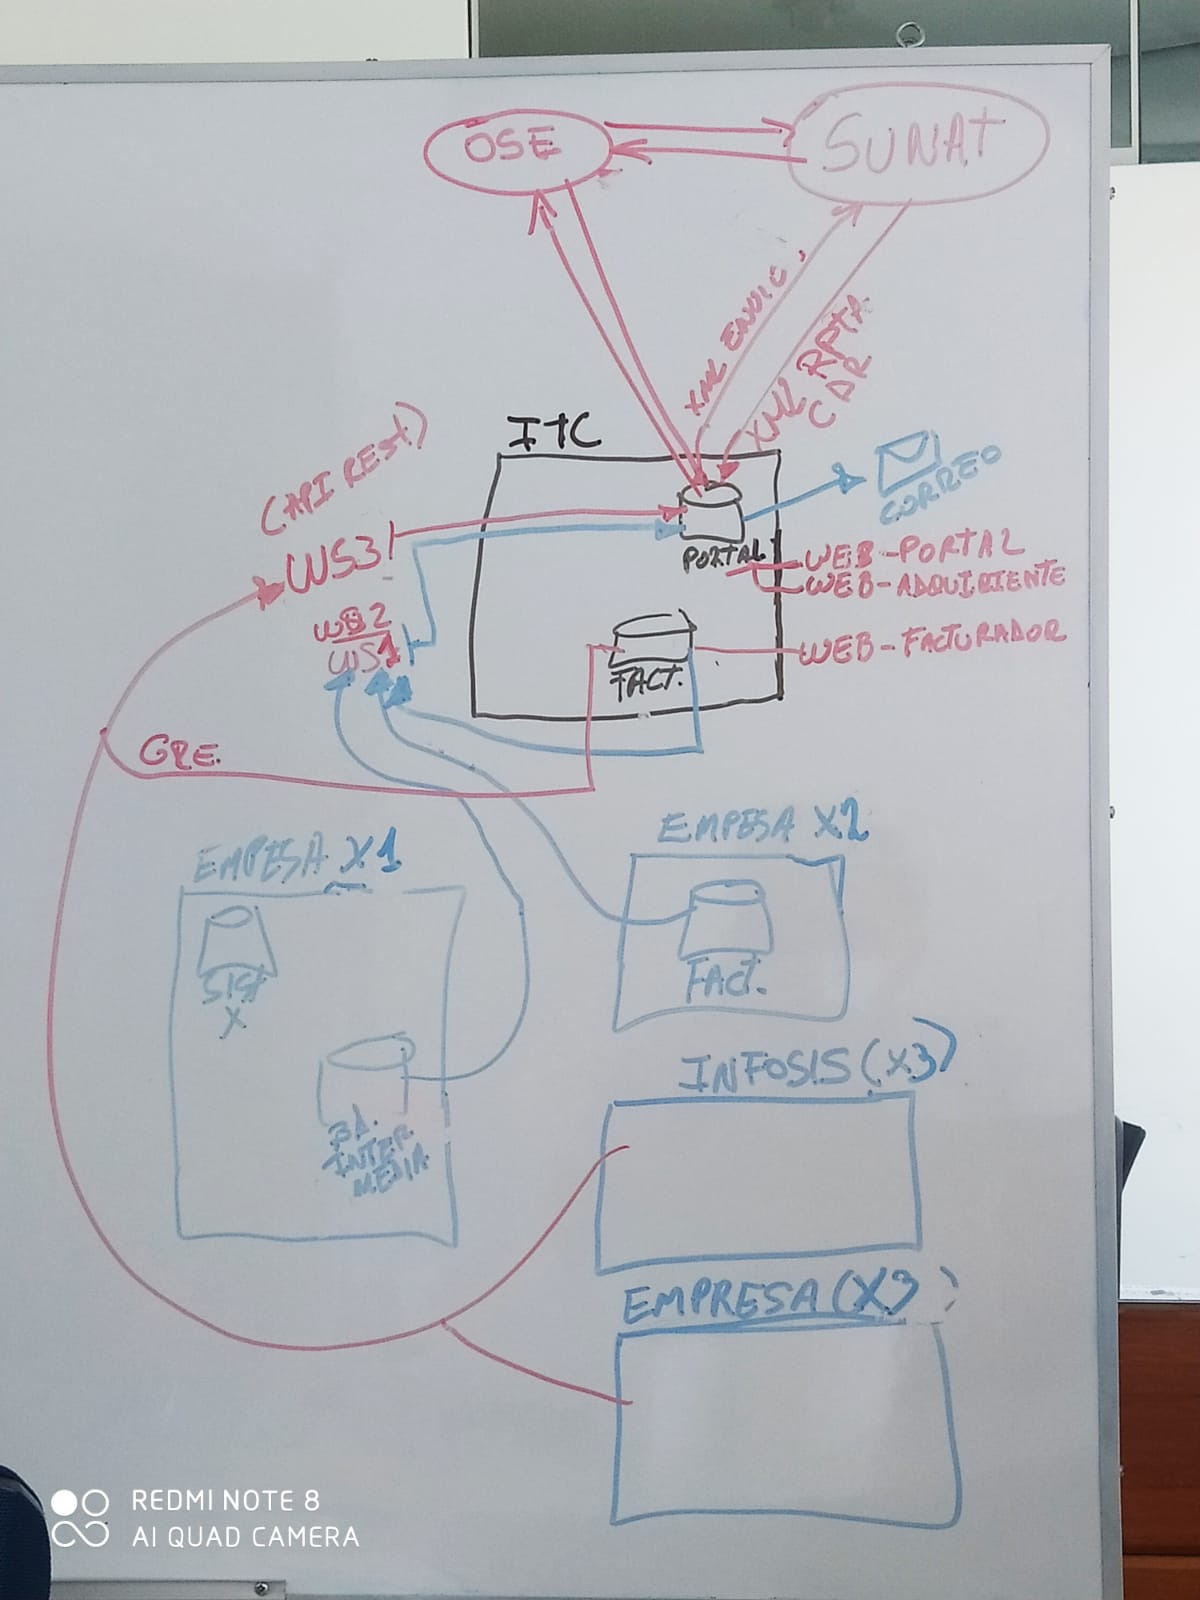 OSE
SUNAT
XML ENVIO
XML RPTA
CDR
ITC
(API REST)
CORREO
WS3
PORTAL
WEB-PORTAL
WEB-ADQUIRIENTE
WS2
WS1
WEB-FACTURADOR
FACT.
GRE.
EMPESA X2
EMPESA X1
FACT.
SIST
X
INFOSIS (X3)
BD.
INTER
MEDIA
EMPRESA (X3)
REDMI NOTE 8
AI QUAD CAMERA